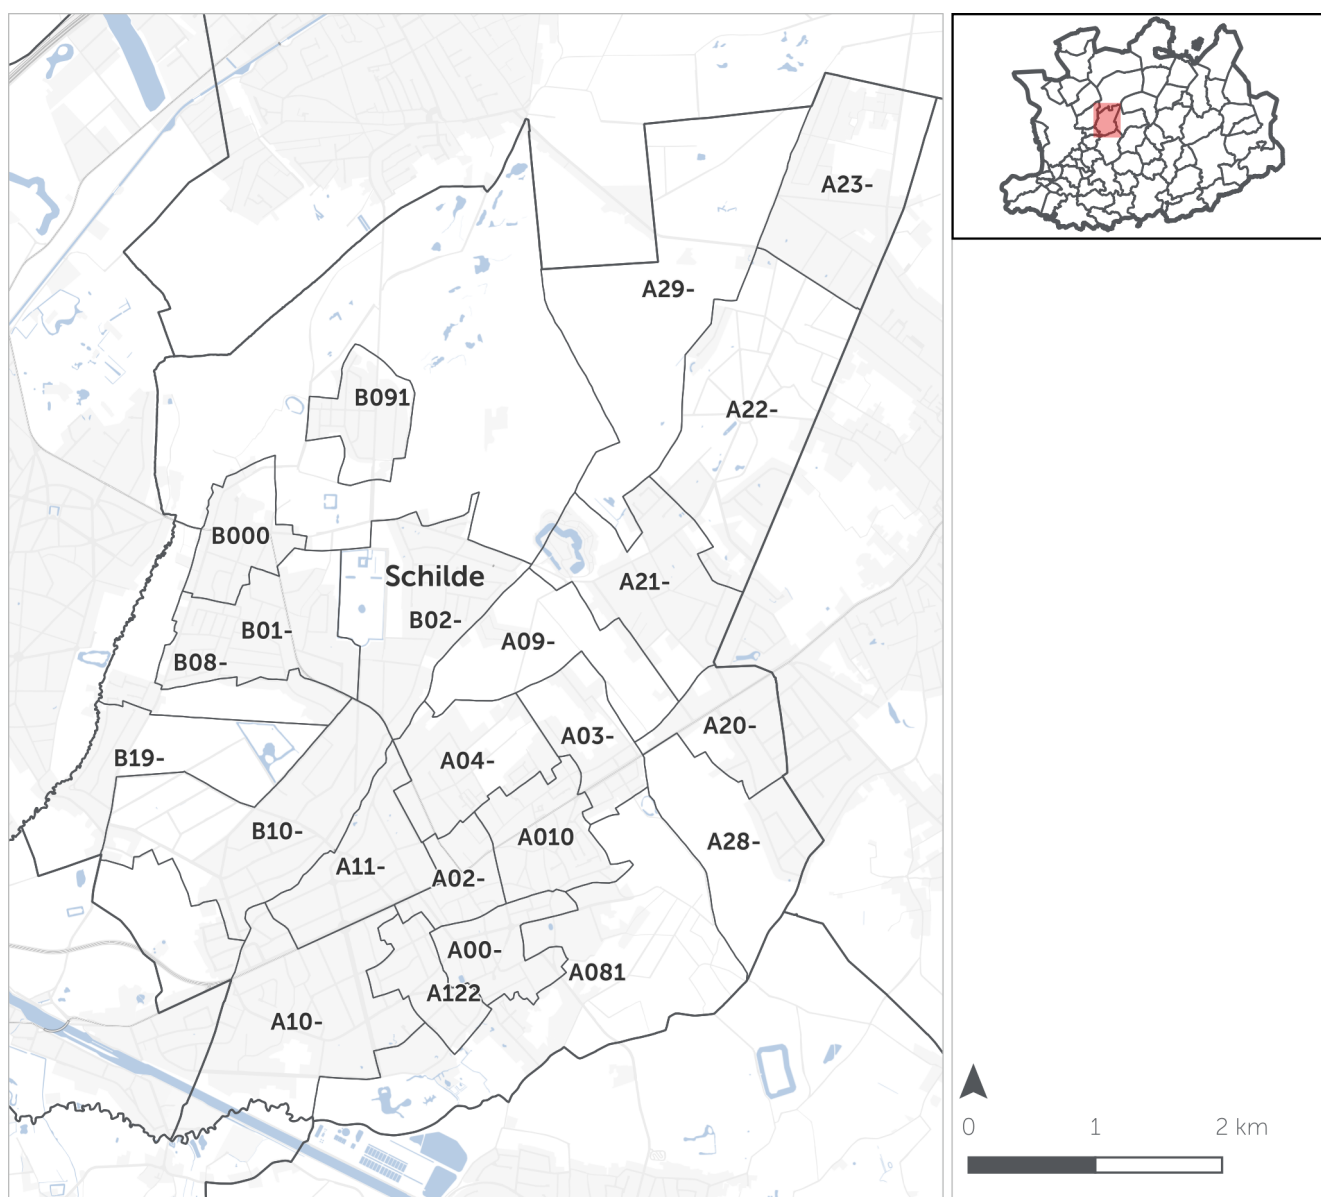 A23-
A29-
B091
A22-
B000
Schilde
A21-
B02-
B01-
A09-
B08-
A20-
A03-
B19-
A04-
B10-
A010
A28-
A11-
A02-
A00-
A081
A122
A10-
0 1 2 km